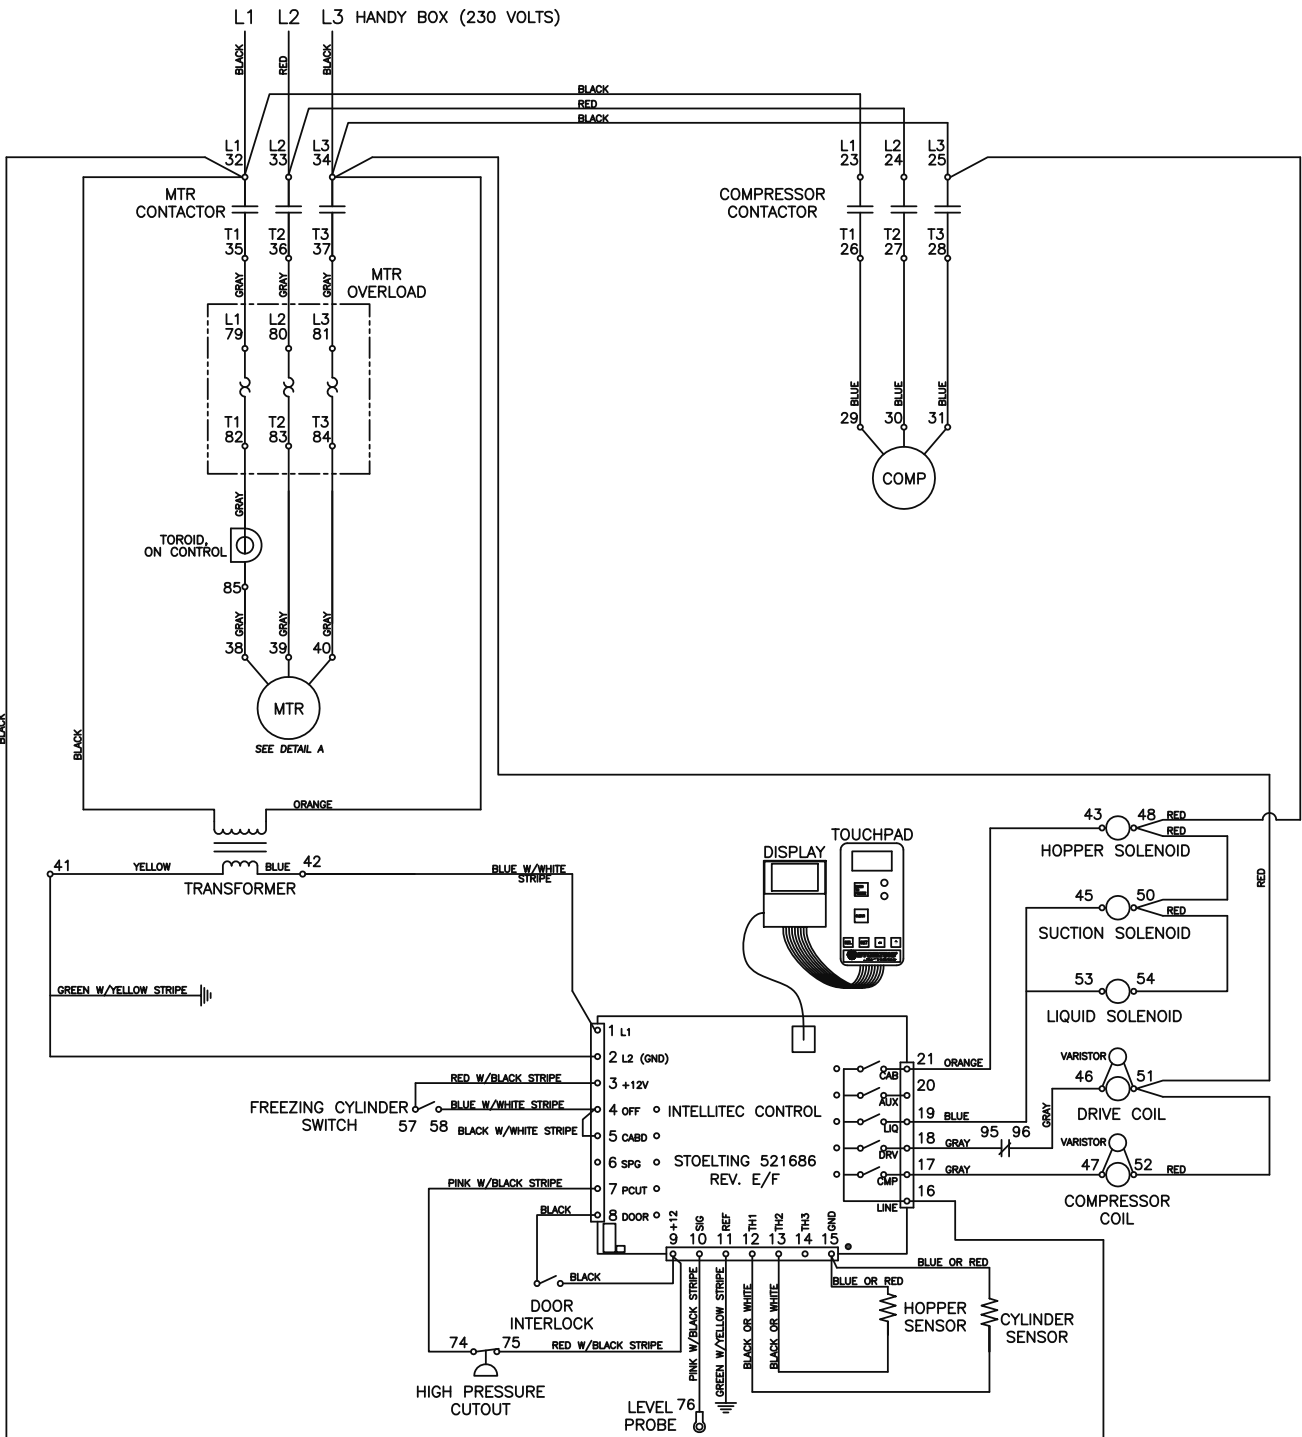 L1 L2 L3 HANDY BOX (230 VOLTS)
BLACK RED BLACK
BLACK
RED
BLACK
L1 L2 L3
32 33 34
L1 L2 L3
23 24 25
MTR
CONTACTOR
COMPRESSOR
CONTACTOR
T1 T2 T3
35 36 37
T1 T2 T3
26 27 28
GRAY GRAY GRAY
MTR
OVERLOAD
L1 L2 L3
79 80 81
T1 T2 T3
82 83 84
BLUE BLUE BLUE
29 30 31
COMP
GRAY
TOROID,
ON CONTROL
85
GRAY GRAY GRAY
38 39 40
MTR
SEE DETAIL A
BLACK
BLACK
ORANGE
41 YELLOW BLUE 42
TRANSFORMER
BLUE W/WHITE
STRIPE
GREEN W/YELLOW STRIPE
DISPLAY
TOUCHPAD
43 48 RED
RED
HOPPER SOLENOID
RED
45 50
RED
SUCTION SOLENOID
53 54
LIQUID SOLENOID
VARISTOR
46 51
DRIVE COIL
GRAY
VARISTOR
47 52 RED
COMPRESSOR
COIL
1 L1
2 L2 (GND)
RED W/BLACK STRIPE 3 +12V
FREEZING CYLINDER
SWITCH
57 58
BLUE W/WHITE STRIPE 4 OFF
BLACK W/WHITE STRIPE 5 CABD
6 SPG
PINK W/BLACK STRIPE 7 PCUT
BLACK 8 DOOR
INTELLITEC CONTROL
STOELTING 521686
REV. E/F
CAB 21 ORANGE
AUX 20
LIQ 19 BLUE
DRV 18 GRAY 95 96
CMP 17 GRAY
LINE 16
+12 SIG REF TH1 TH2 TH3 GND
9 10 11 12 13 14 15
BLACK
DOOR
INTERLOCK
74 75 RED W/BLACK STRIPE
HIGH PRESSURE
CUTOUT
PINK W/BLACK STRIPE
GREEN W/YELLOW STRIPE
BLACK OR WHITE
BLACK OR WHITE
BLUE OR RED
BLUE OR RED
HOPPER
SENSOR
CYLINDER
SENSOR
LEVEL
PROBE
76